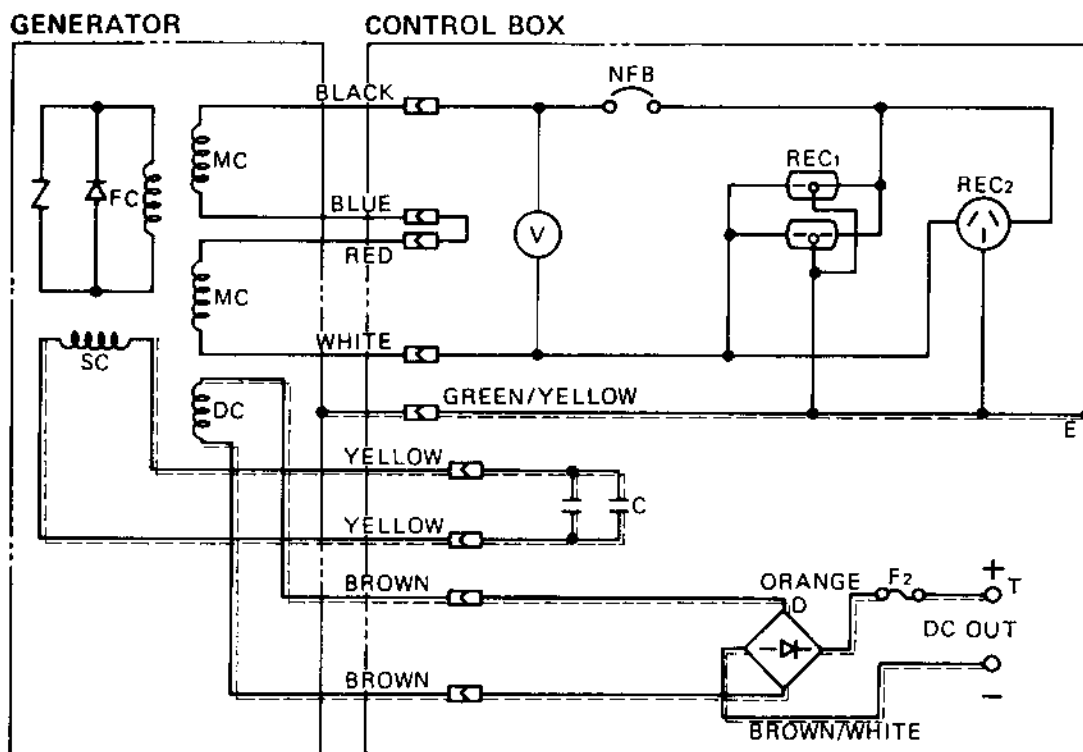 GENERATOR
CONTROL BOX
BLACK
NFB
MC
REC1
FC
REC2
BLUE
V
RED
MC
WHITE
SC
DC
GREEN/YELLOW
E
YELLOW
C
YELLOW
BROWN
ORANGE
F2
+
D
T
DC OUT
BROWN
−
BROWN/WHITE